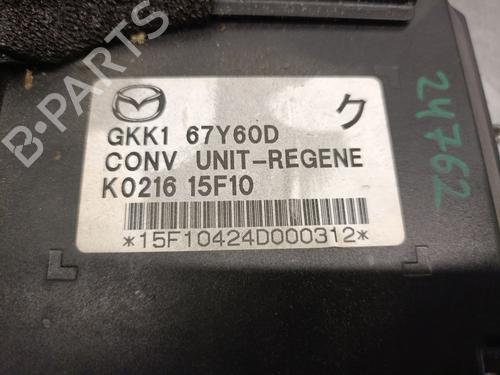 ク
GKK1 67Y60D
CONV UNIT-REGENE
K0216 15F10
*15F10424D000312*
24762
B-PARTS